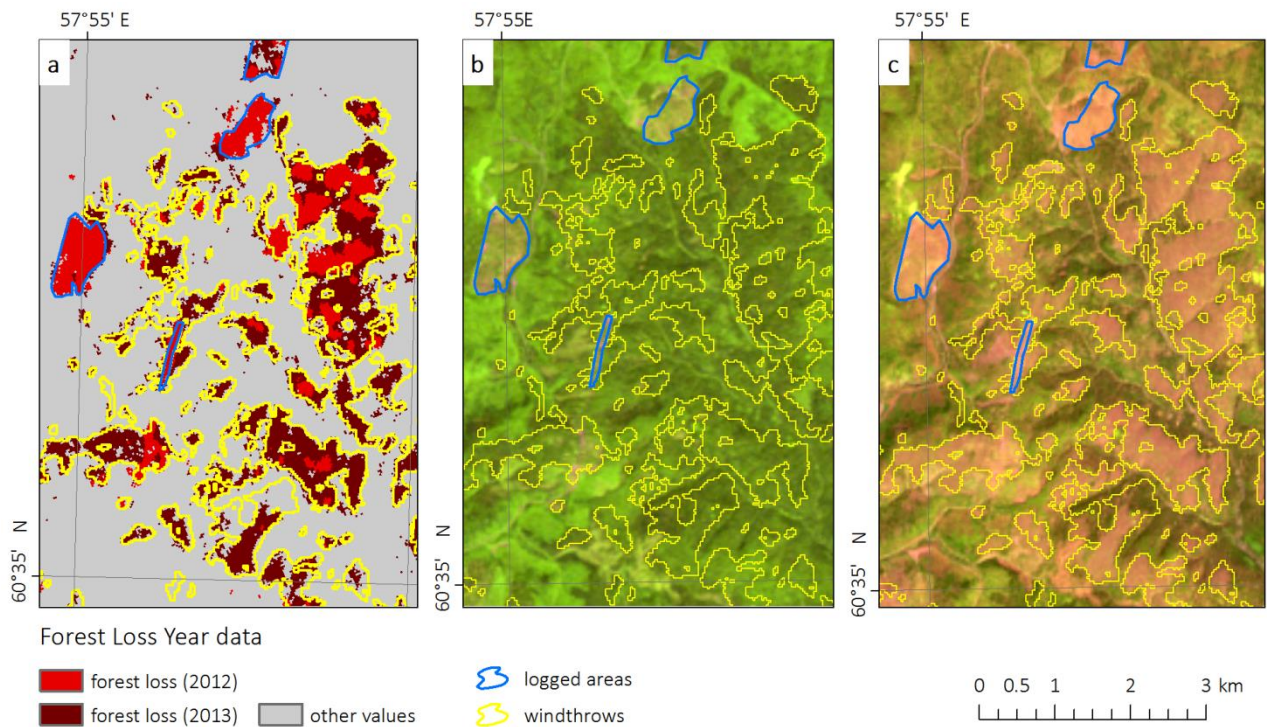 57°55' E
57°55E
57°55' E
a
b
c
60°35' N
60°35' N
60°35' N
Forest Loss Year data
forest loss (2012)
forest loss (2013)
other values
logged areas
windthrows
0 0.5 1 2 3 km